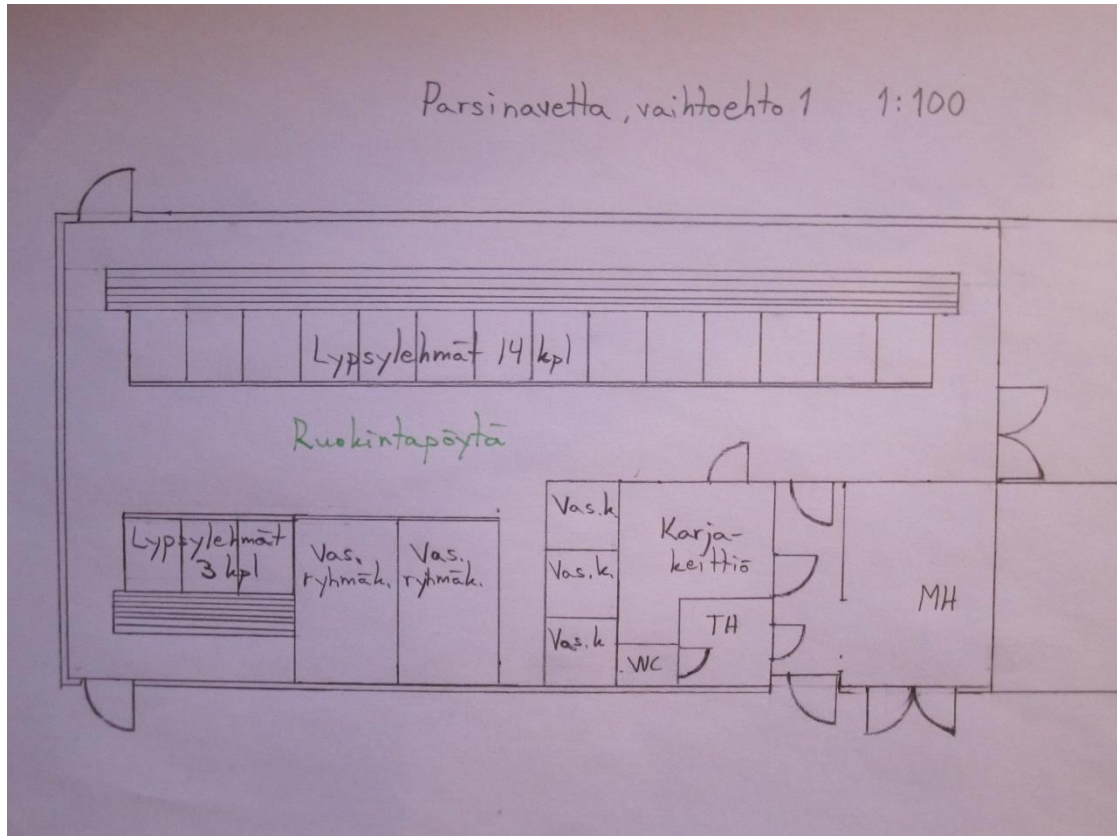 Parsinavetta, vaihtoehto 1 1:100
Lypsylehmät 14 kpl
Ruokintapöytä
Lypsylehmät
3 kpl
Vas.
ryhmäk.
Vas.
ryhmäk.
Vas.k
Vas.k.
Vas.k
Karja-
keittiö
TH
WC
MH